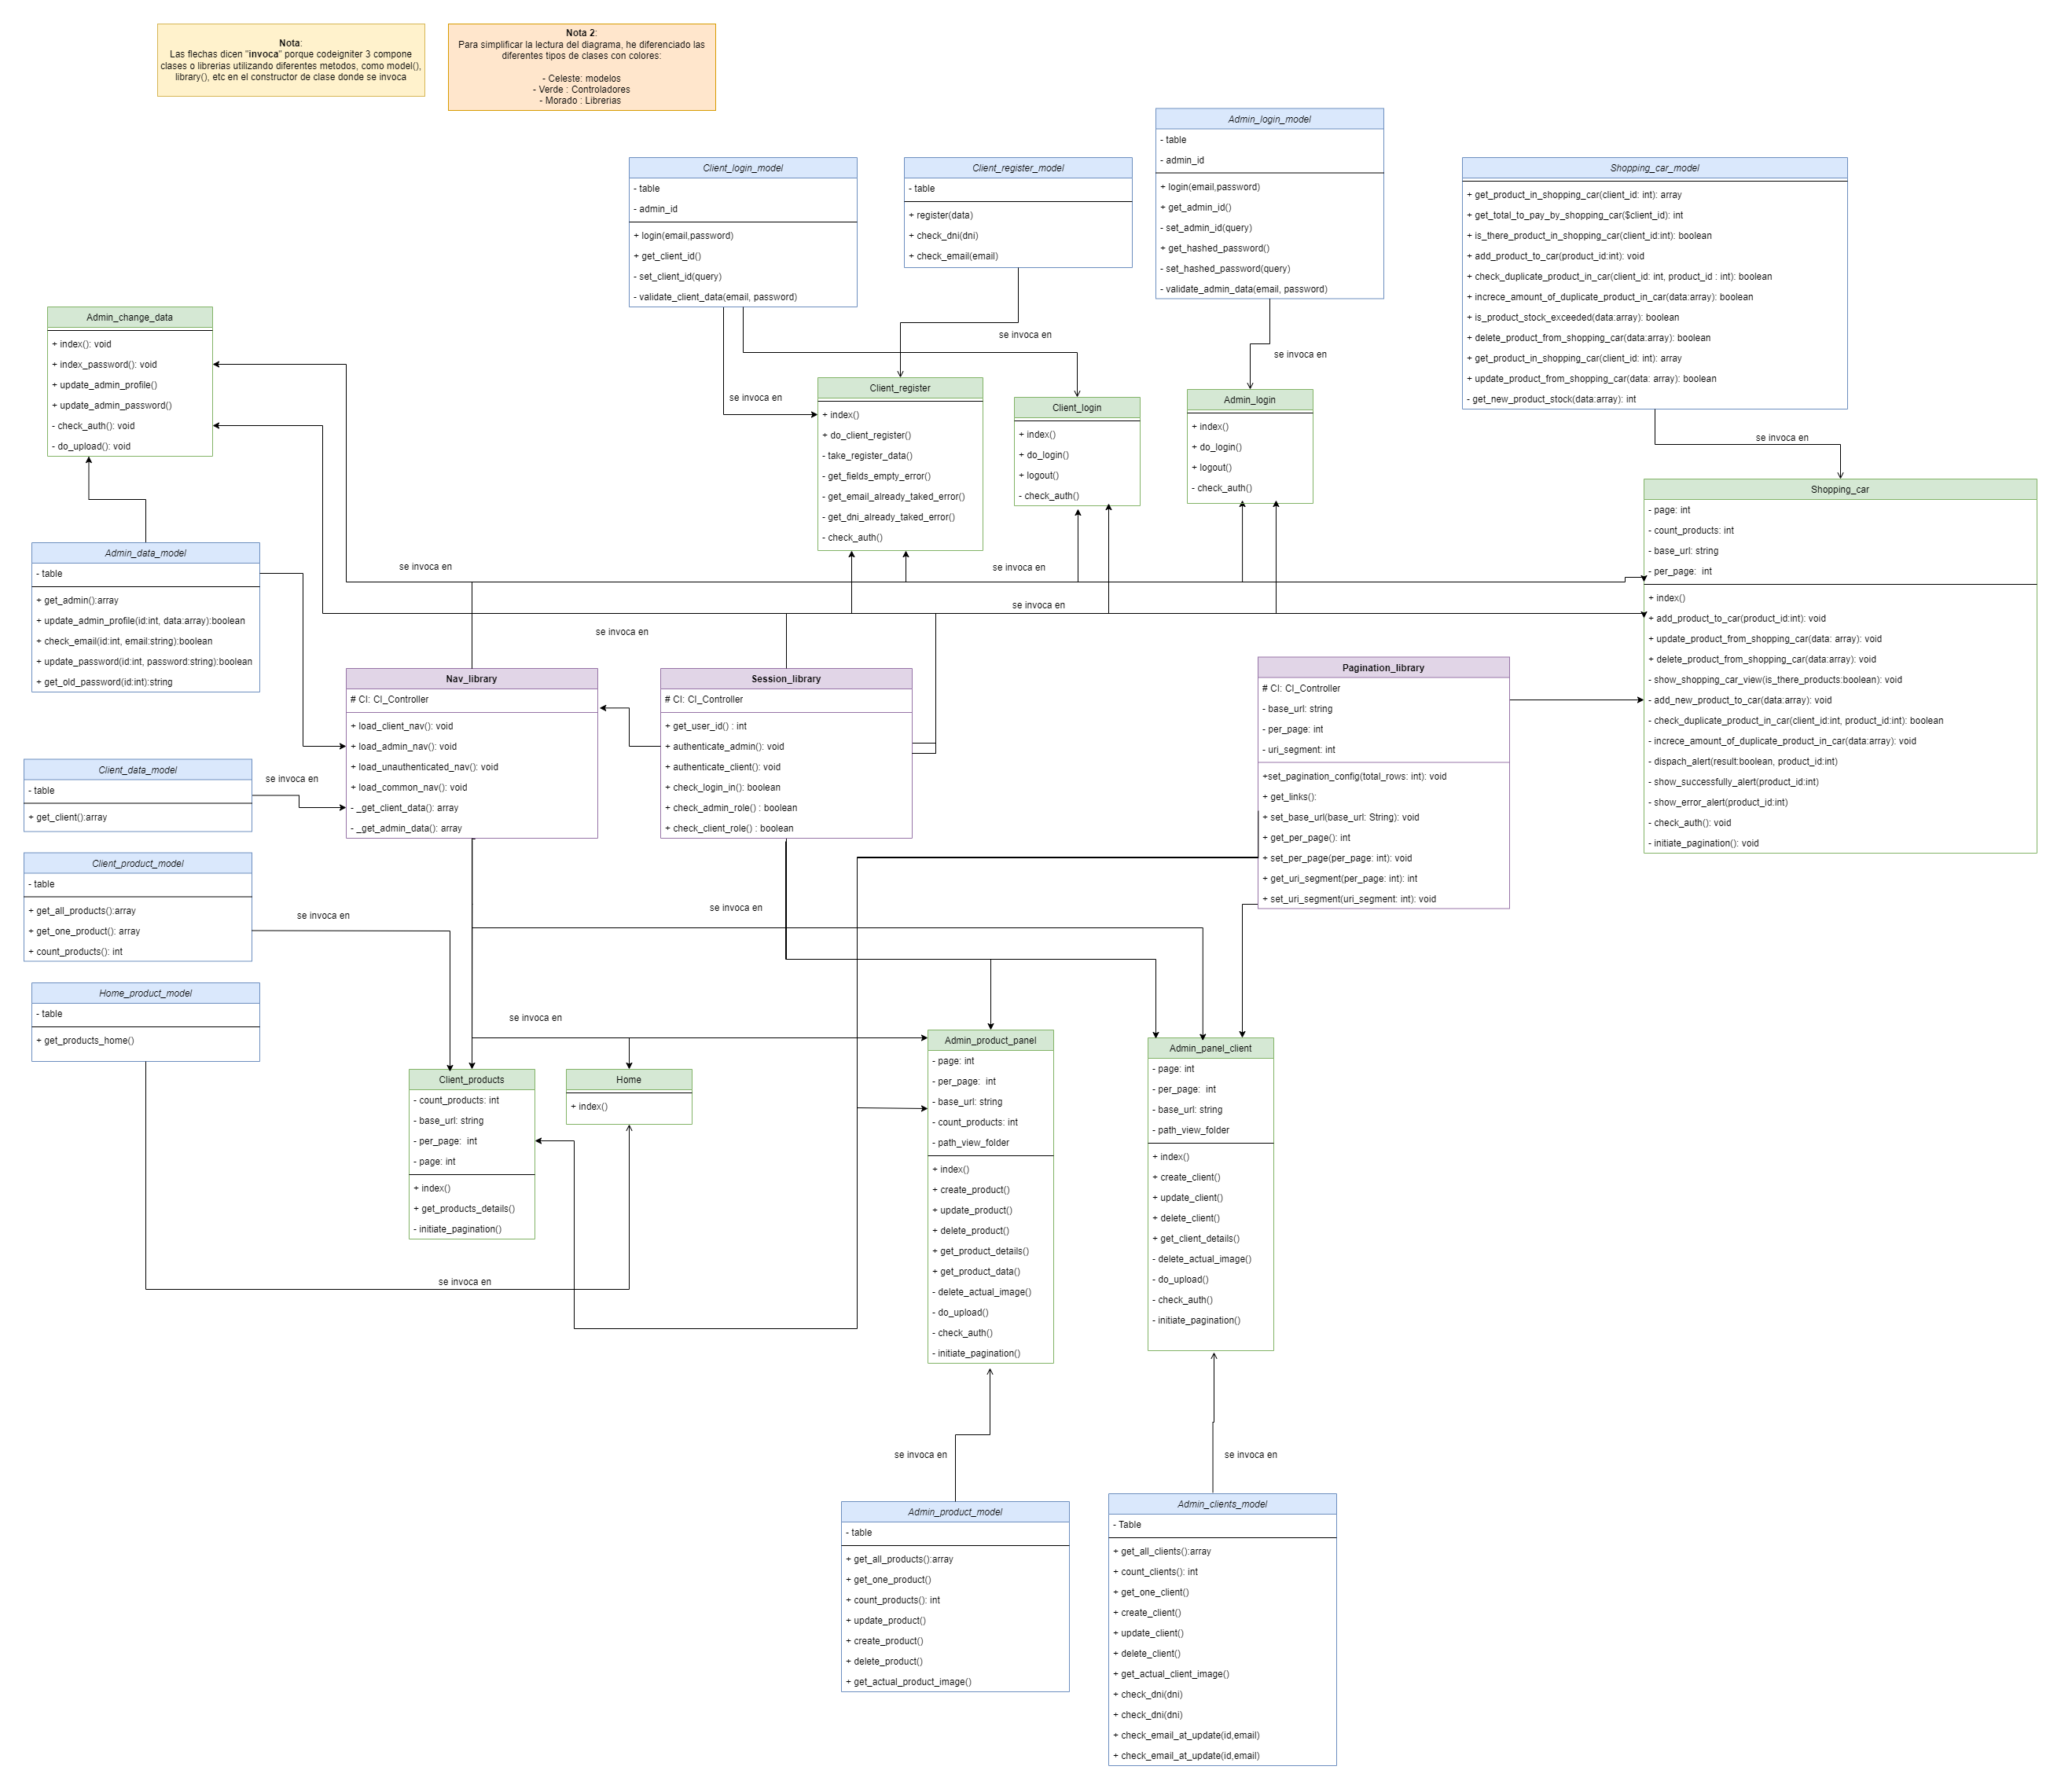 Nota:
Las flechas dicen "invoca" porque codeigniter 3 compone
clases o librerias utilizando diferentes metodos, como model(),
library(), etc en el constructor de clase donde se invoca
Nota 2:
Para simplificar la lectura del diagrama, he diferenciado las
diferentes tipos de clases con colores:
- Celeste: modelos
- Verde : Controladores
- Morado : Librerias
Client_login_model
- table
- admin_id
+ login(email,password)
+ get_client_id()
- set_client_id(query)
- validate_client_data(email, password)
Client_register_model
- table
+ register(data)
+ check_dni(dni)
+ check_email(email)
Admin_login_model
- table
- admin_id
+ login(email,password)
+ get_admin_id()
- set_admin_id(query)
+ get_hashed_password()
- set_hashed_password(query)
- validate_admin_data(email, password)
Shopping_car_model
+ get_product_in_shopping_car(client_id: int): array
+ get_total_to_pay_by_shopping_car($client_id): int
+ is_there_product_in_shopping_car(client_id:int): boolean
+ add_product_to_car(product_id:int): void
+ check_duplicate_product_in_car(client_id: int, product_id : int): boolean
+ increce_amount_of_duplicate_product_in_car(data:array): boolean
+ is_product_stock_exceeded(data:array): boolean
+ delete_product_from_shopping_car(data:array): boolean
+ get_product_in_shopping_car(client_id: int): array
+ update_product_from_shopping_car(data: array): boolean
- get_new_product_stock(data:array): int
Admin_change_data
+ index(): void
+ index_password(): void
+ update_admin_profile()
+ update_admin_password()
- check_auth(): void
- do_upload(): void
se invoca en
se invoca en
se invoca en
se invoca en
Client_register
+ index()
+ do_client_register()
- take_register_data()
- get_fields_empty_error()
- get_email_already_taked_error()
- get_dni_already_taked_error()
- check_auth()
Client_login
+ index()
+ do_login()
+ logout()
- check_auth()
Admin_login
+ index()
+ do_login()
+ logout()
- check_auth()
Shopping_car
- page: int
- count_products: int
- base_url: string
- per_page:  int
+ index()
+ add_product_to_car(product_id:int): void
+ update_product_from_shopping_car(data: array): void
+ delete_product_from_shopping_car(data:array): void
- show_shopping_car_view(is_there_products:boolean): void
- add_new_product_to_car(data:array): void
- check_duplicate_product_in_car(client_id:int, product_id:int): boolean
- increce_amount_of_duplicate_product_in_car(data:array): void
- dispach_alert(result:boolean, product_id:int)
- show_successfully_alert(product_id:int)
- show_error_alert(product_id:int)
- check_auth(): void
- initiate_pagination(): void
Admin_data_model
- table
+ get_admin():array
+ update_admin_profile(id:int, data:array):boolean
+ check_email(id:int, email:string):boolean
+ update_password(id:int, password:string):boolean
+ get_old_password(id:int):string
se invoca en
se invoca en
se invoca en
se invoca en
Nav_library
# CI: CI_Controller
+ load_client_nav(): void
+ load_admin_nav(): void
+ load_unauthenticated_nav(): void
+ load_common_nav(): void
- _get_client_data(): array
- _get_admin_data(): array
Session_library
# CI: CI_Controller
+ get_user_id() : int
+ authenticate_admin(): void
+ authenticate_client(): void
+ check_login_in(): boolean
+ check_admin_role() : boolean
+ check_client_role() : boolean
Pagination_library
# CI: CI_Controller
- base_url: string
- per_page: int
- uri_segment: int
+set_pagination_config(total_rows: int): void
+ get_links():
+ set_base_url(base_url: String): void
+ get_per_page(): int
+ set_per_page(per_page: int): void
+ get_uri_segment(per_page: int): int
+ set_uri_segment(uri_segment: int): void
Client_data_model
- table
+ get_client():array
se invoca en
Client_product_model
- table
+ get_all_products():array
+ get_one_product(): array
+ count_products(): int
se invoca en
se invoca en
Home_product_model
- table
+ get_products_home()
se invoca en
Client_products
- count_products: int
- base_url: string
- per_page:  int
- page: int
+ index()
+ get_products_details()
- initiate_pagination()
Home
+ index()
se invoca en
Admin_product_panel
- page: int
- per_page:  int
- base_url: string
- count_products: int
- path_view_folder
+ index()
+ create_product()
+ update_product()
+ delete_product()
+ get_product_details()
+ get_product_data()
- delete_actual_image()
- do_upload()
- check_auth()
- initiate_pagination()
Admin_panel_client
- page: int
- per_page:  int
- base_url: string
- path_view_folder
+ index()
+ create_client()
+ update_client()
+ delete_client()
+ get_client_details()
- delete_actual_image()
- do_upload()
- check_auth()
- initiate_pagination()
se invoca en
se invoca en
Admin_product_model
- table
+ get_all_products():array
+ get_one_product()
+ count_products(): int
+ update_product()
+ create_product()
+ delete_product()
+ get_actual_product_image()
Admin_clients_model
- Table
+ get_all_clients():array
+ count_clients(): int
+ get_one_client()
+ create_client()
+ update_client()
+ delete_client()
+ get_actual_client_image()
+ check_dni(dni)
+ check_dni(dni)
+ check_email_at_update(id,email)
+ check_email_at_update(id,email)